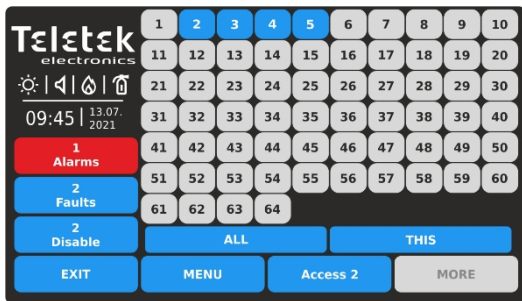 Teletek
electronics
09:45 13.07.
2021
1
Alarms
2
Faults
2
Disable
EXIT
1 2 3 4 5 6 7 8 9 10
11 12 13 14 15 16 17 18 19 20
21 22 23 24 25 26 27 28 29 30
31 32 33 34 35 36 37 38 39 40
41 42 43 44 45 46 47 48 49 50
51 52 53 54 55 56 57 58 59 60
61 62 63 64
ALL THIS
MENU Access 2 MORE